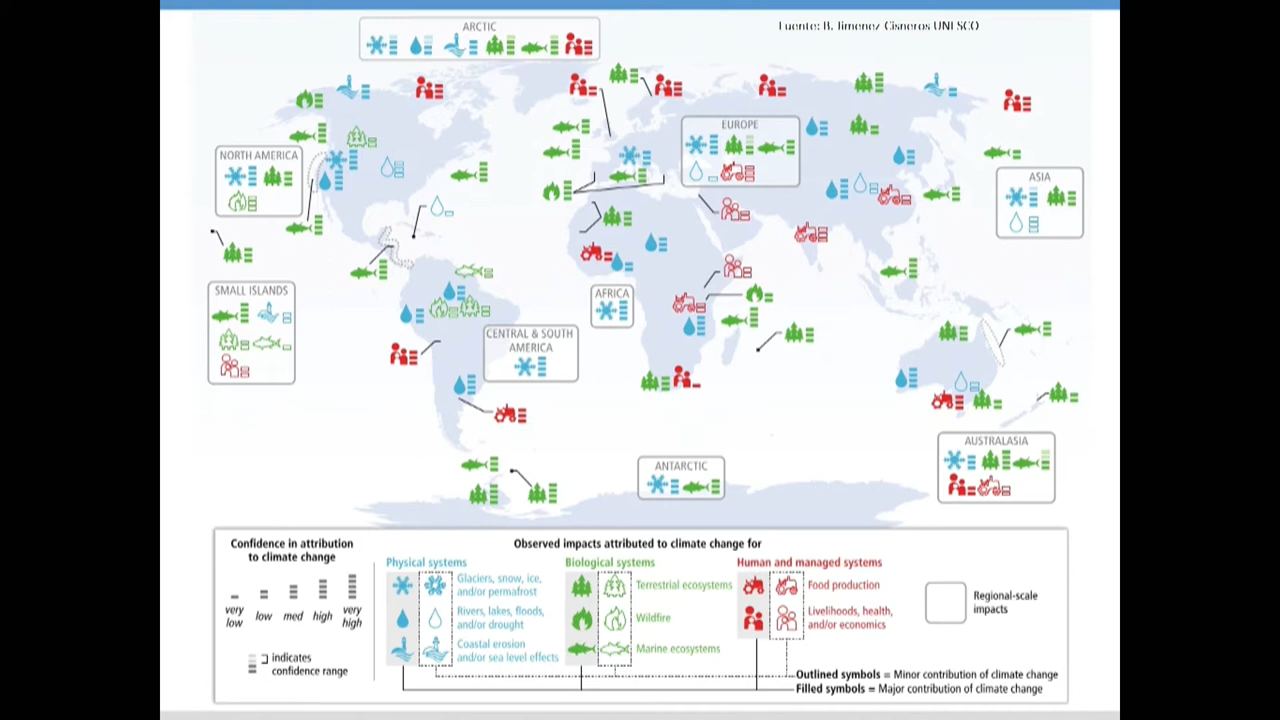 ARCTIC
Fuente: B. Jimenez Cisneros UNESCO
EUROPE
NORTH AMERICA
ASIA
SMALL ISLANDS
AFRICA
CENTRAL & SOUTH
AMERICA
AUSTRALASIA
ANTARCTIC
Confidence in attribution
to climate change
very
low
low
med
high
very
high
indicates
confidence range
Observed impacts attributed to climate change for
Physical systems
Glaciers, snow, ice,
and/or permafrost
Rivers, lakes, floods,
and/or drought
Coastal erosion
and/or sea level effects
Biological systems
Terrestrial ecosystems
Wildfire
Marine ecosystems
Human and managed systems
Food production
Livelihoods, health,
and/or economics
Regional-scale
impacts
Outlined symbols = Minor contribution of climate change
Filled symbols = Major contribution of climate change